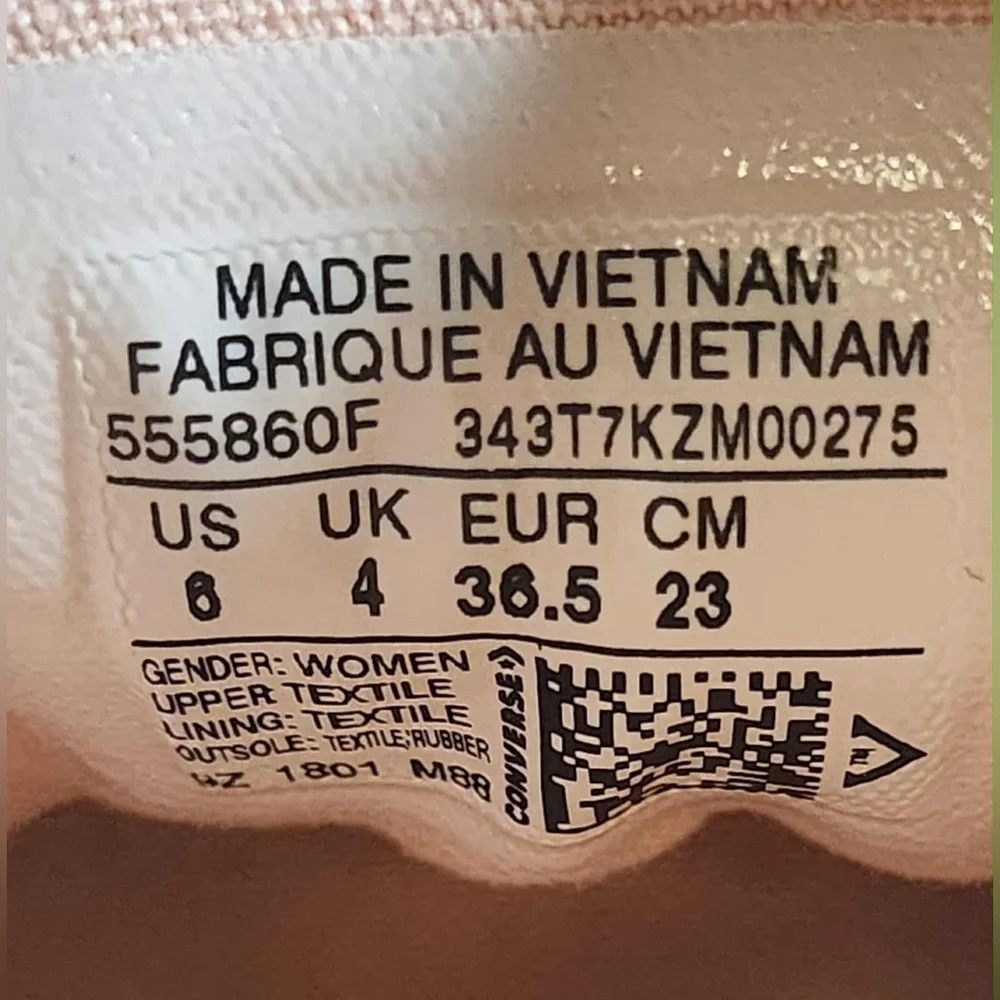 MADE IN VIETNAM
FABRIQUE AU VIETNAM
555860F 343T7KZM00275
US UK EUR CM
6 4 36.5 23
GENDER: WOMEN
UPPER TEXTILE
LINING: TEXTILE
OUTSOLE: TEXTILE;RUBBER
1801 M88
CONVERSE